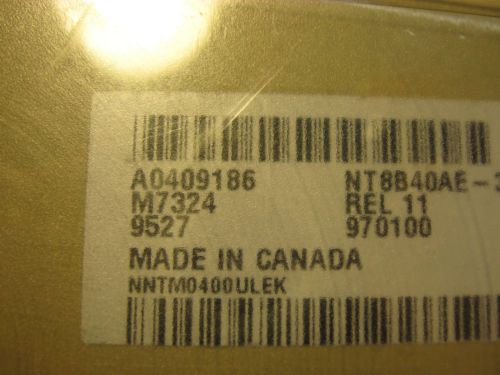 A0409186 NT8B40AE-
M7324 REL 11
9527 970100
MADE IN CANADA
NNTM0400ULEK